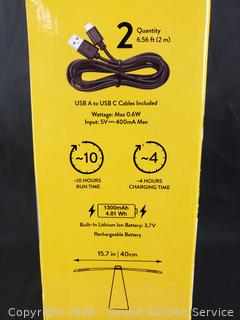 2 Quantity
6.56 ft (2 m)
USB A to USB C Cables Included
Wattage: Max 0.6W
Input: 5V⎓400mA Max
~10
~4
~10 HOURS
RUN TIME
~4 HOURS
CHARGING TIME
1300mAh
4.81 Wh
Built-In Lithium Ion Battery: 3.7V
Rechargeable Battery
15.7 in | 40cm
Copyright 2026 - Sound Auction Service